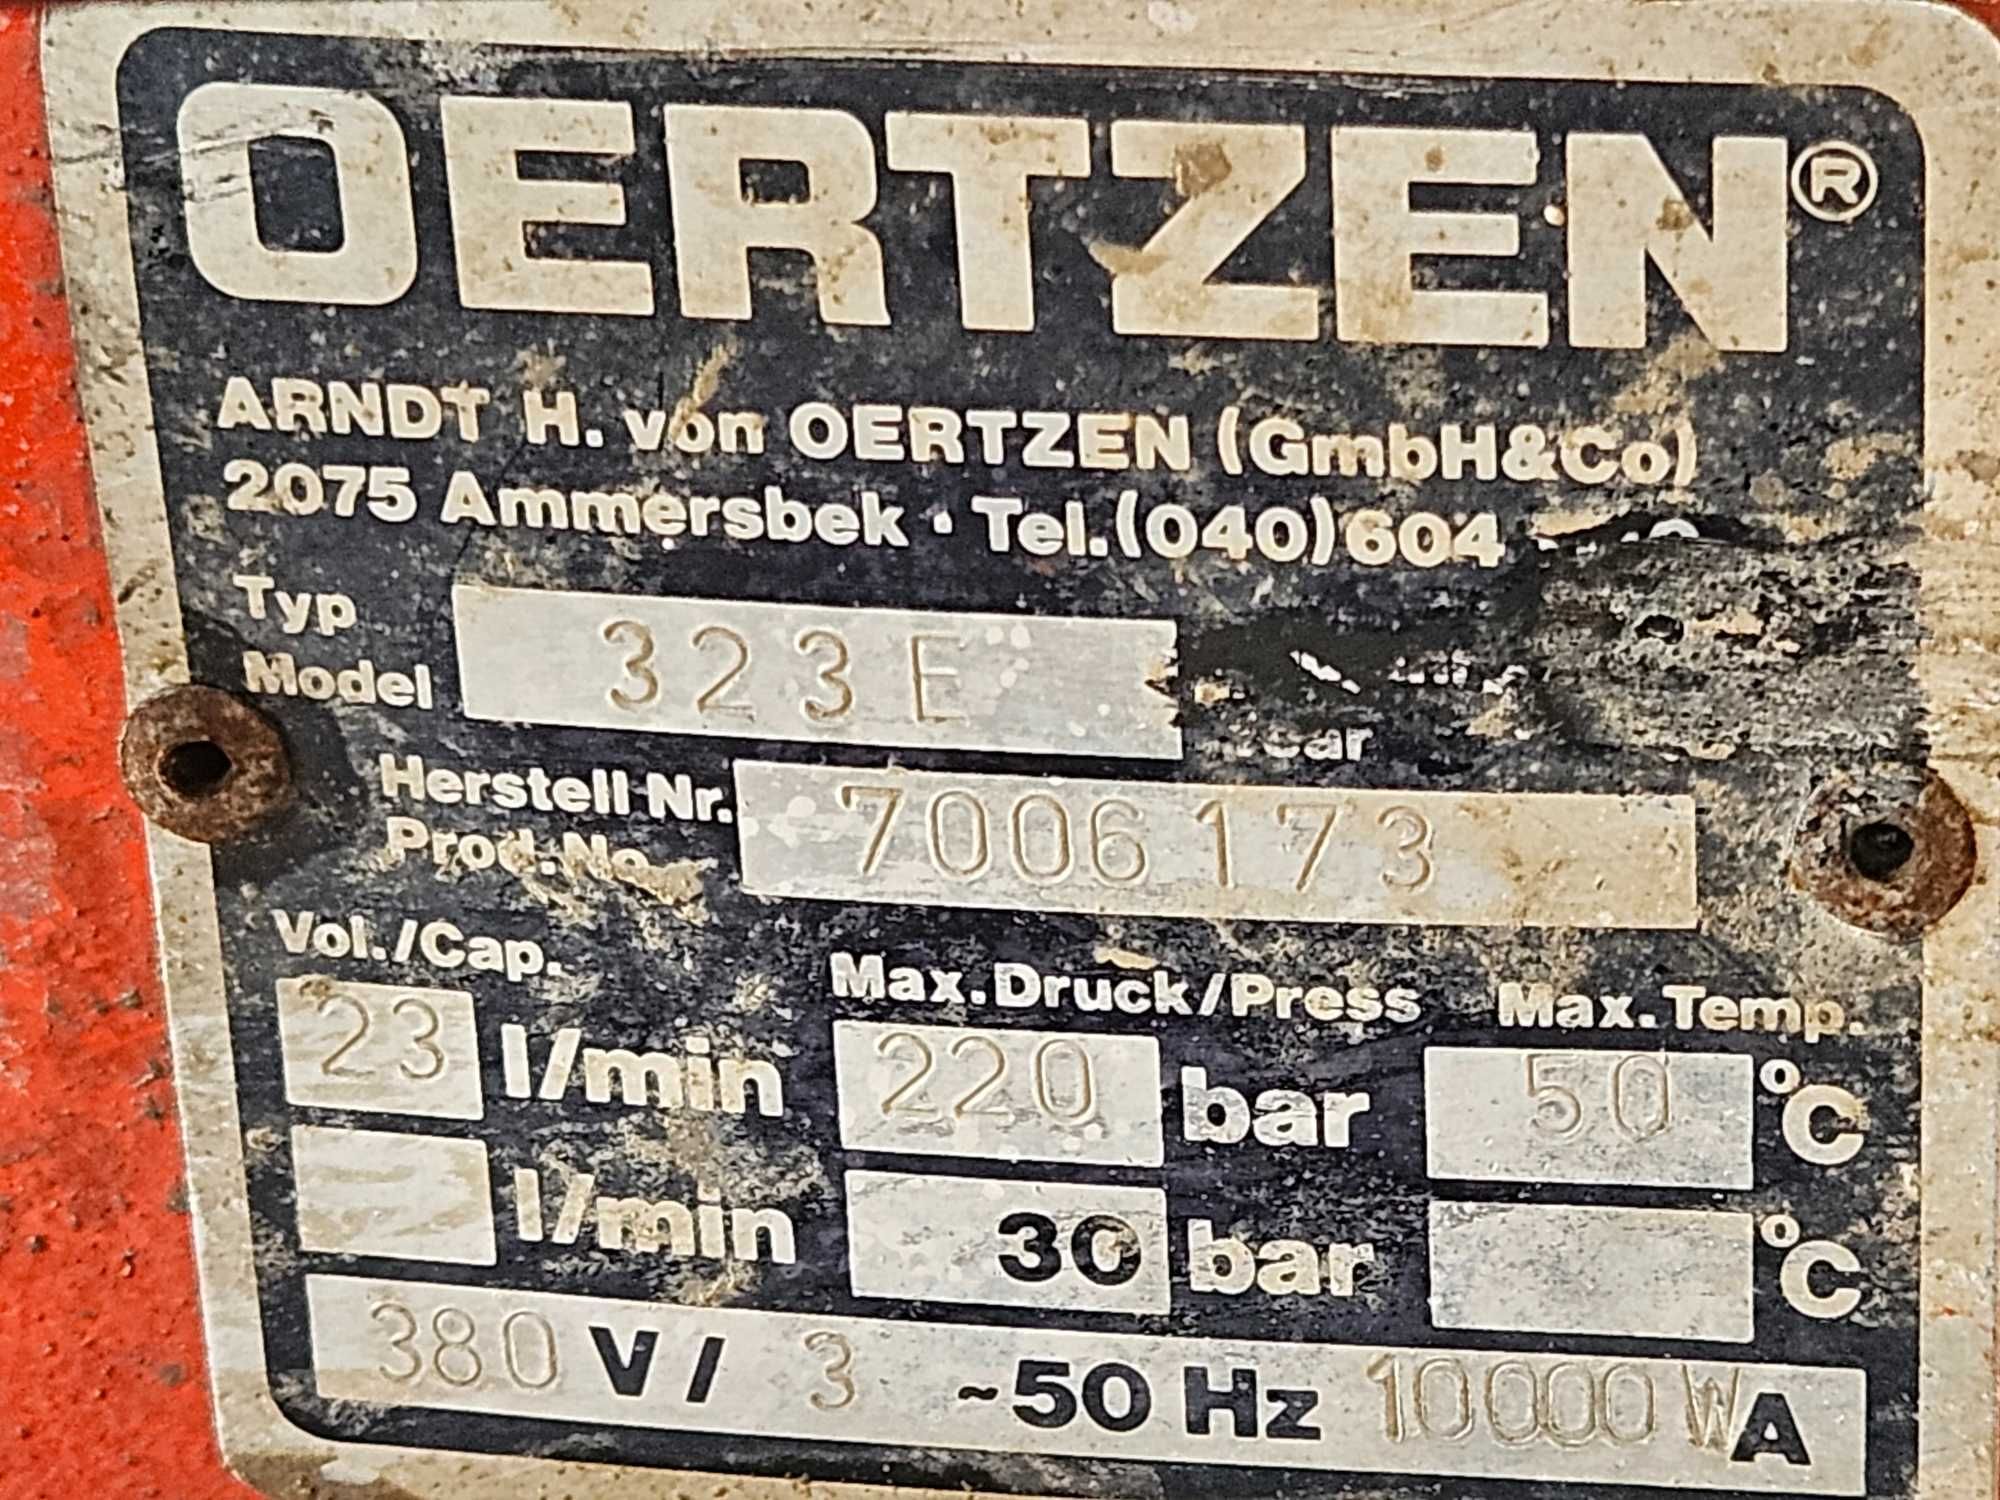 OERTZEN®
ARNDT H. von OERTZEN (GmbH&Co)
2075 Ammersbek · Tel. (040) 604
Typ
Model 323E
Herstell Nr. 7006173
Prod. No.
Vol./Cap. Max. Druck/Press Max. Temp.
23 l/min 220 bar 50 °C
l/min 30 bar °C
380 V/ 3 ~50 Hz 10000 W A